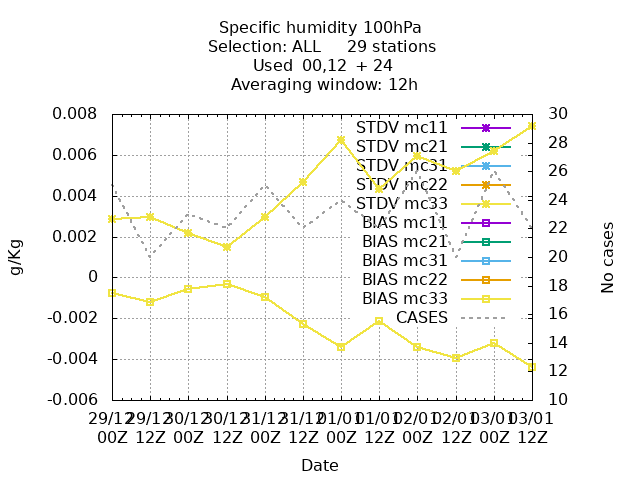 Specific humidity 100hPa
Selection: ALL     29 stations
Used  00,12  + 24
Averaging window: 12h
0.008
0.006
0.004
0.002
0
-0.002
-0.004
-0.006
g/Kg
30
28
26
24
22
20
18
16
14
12
10
No cases
STDV mc11
STDV mc21
STDV mc31
STDV mc22
STDV mc33
BIAS mc11
BIAS mc21
BIAS mc31
BIAS mc22
BIAS mc33
CASES
29/12 29/12 30/12 30/12 31/12 31/12 01/01 01/01 02/01 02/01 03/01 03/01
00Z 12Z 00Z 12Z 00Z 12Z 00Z 12Z 00Z 12Z 00Z 12Z
Date